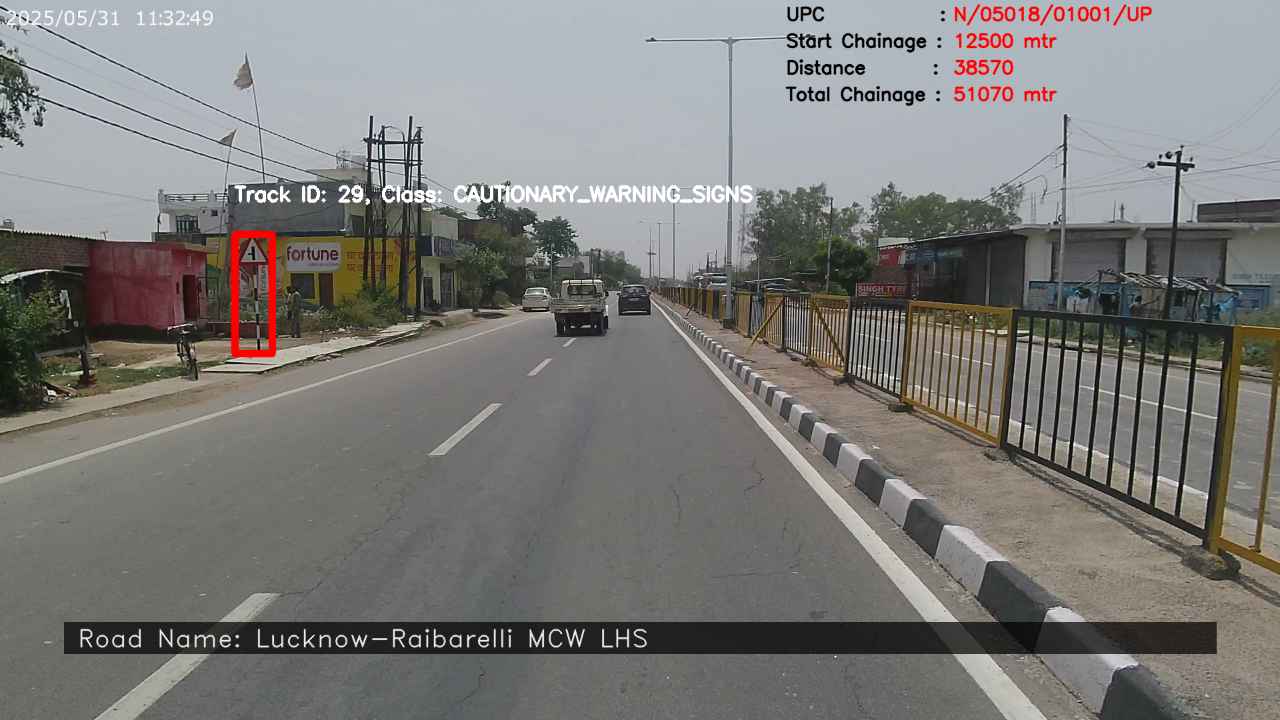 2025/05/31 11:32:49
UPC : N/05018/01001/UP
Start Chainage : 12500 mtr
Distance : 38570
Total Chainage : 51070 mtr
Track ID: 29, Class: CAUTIONARY_WARNING_SIGNS
fortune
SINGH TYRE
Road Name: Lucknow-Raibarelli MCW LHS